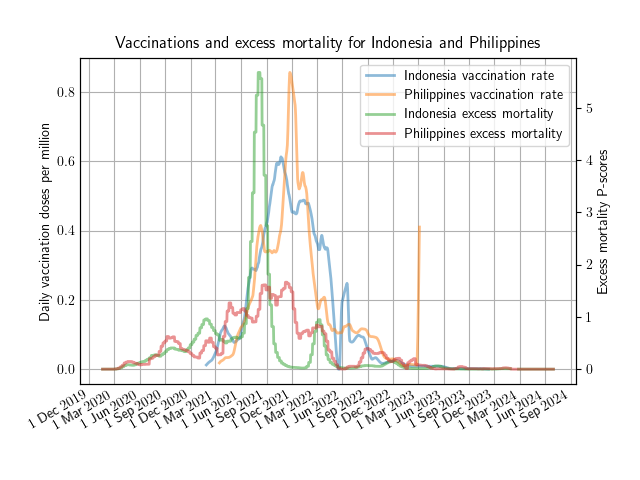 Vaccinations and excess mortality for Indonesia and Philippines
Indonesia vaccination rate
Philippines vaccination rate
Indonesia excess mortality
Philippines excess mortality
Daily vaccination doses per million
0.8
0.6
0.4
0.2
0.0
Excess mortality P-scores
5
4
3
2
1
0
1 Dec 2019
1 Mar 2020
1 Jun 2020
1 Sep 2020
1 Dec 2020
1 Mar 2021
1 Jun 2021
1 Sep 2021
1 Dec 2021
1 Mar 2022
1 Jun 2022
1 Sep 2022
1 Dec 2022
1 Mar 2023
1 Jun 2023
1 Sep 2023
1 Dec 2023
1 Mar 2024
1 Jun 2024
1 Sep 2024